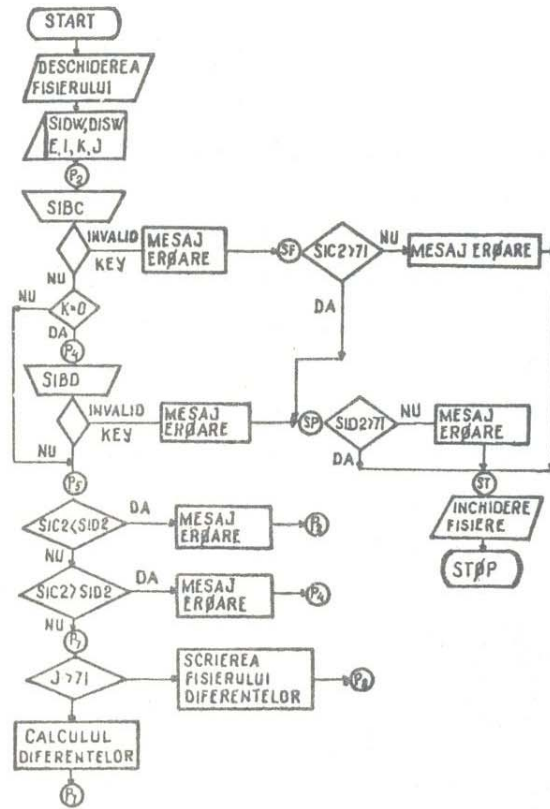 START
DESCHIDEREA
FISIERULUI
SIDW,DISW
E, I, K, J
P2
SIBC
INVALID
KEY
MESAJ
ERØARE
SF
SIC2>71
NU
MESAJ ERØARE
NU
DA
NU
K=0
DA
P4
SIBD
INVALID
KEY
MESAJ
ERØARE
SP
SID2>71
NU
MESAJ
ERØARE
NU
DA
P5
ST
INCHIDERE
FISIERE
STØP
SIC2<SID2
DA
MESAJ
ERØARE
NU
SIC2>SID2
DA
MESAJ
ERØARE
P4
NU
P7
J>71
SCRIEREA
FISIERULUI
DIFERENTELOR
CALCULUL
DIFERENTELOR